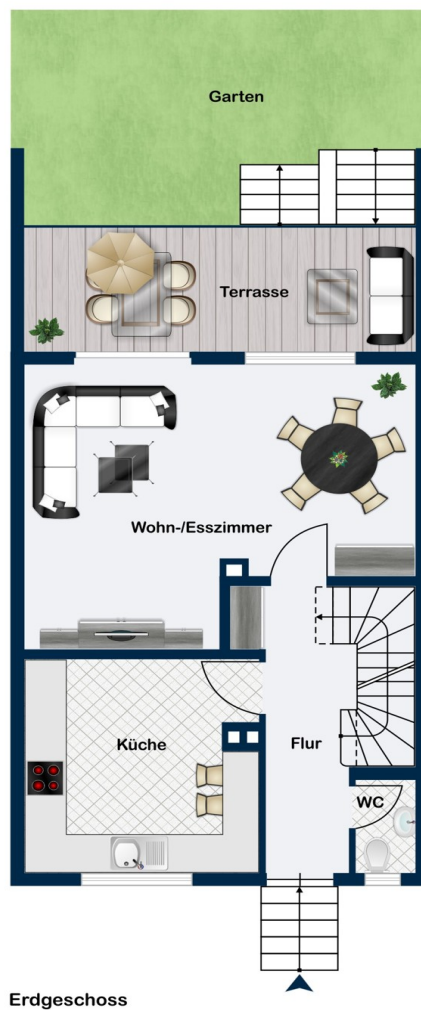 Garten
Terrasse
Wohn-/Esszimmer
Küche
Flur
WC
Erdgeschoss